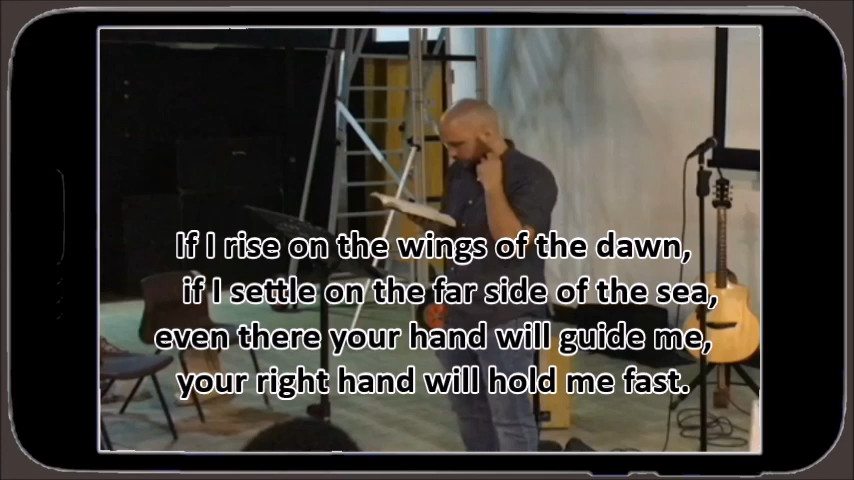 If I rise on the wings of the dawn,
if I settle on the far side of the sea,
even there your hand will guide me,
your right hand will hold me fast.